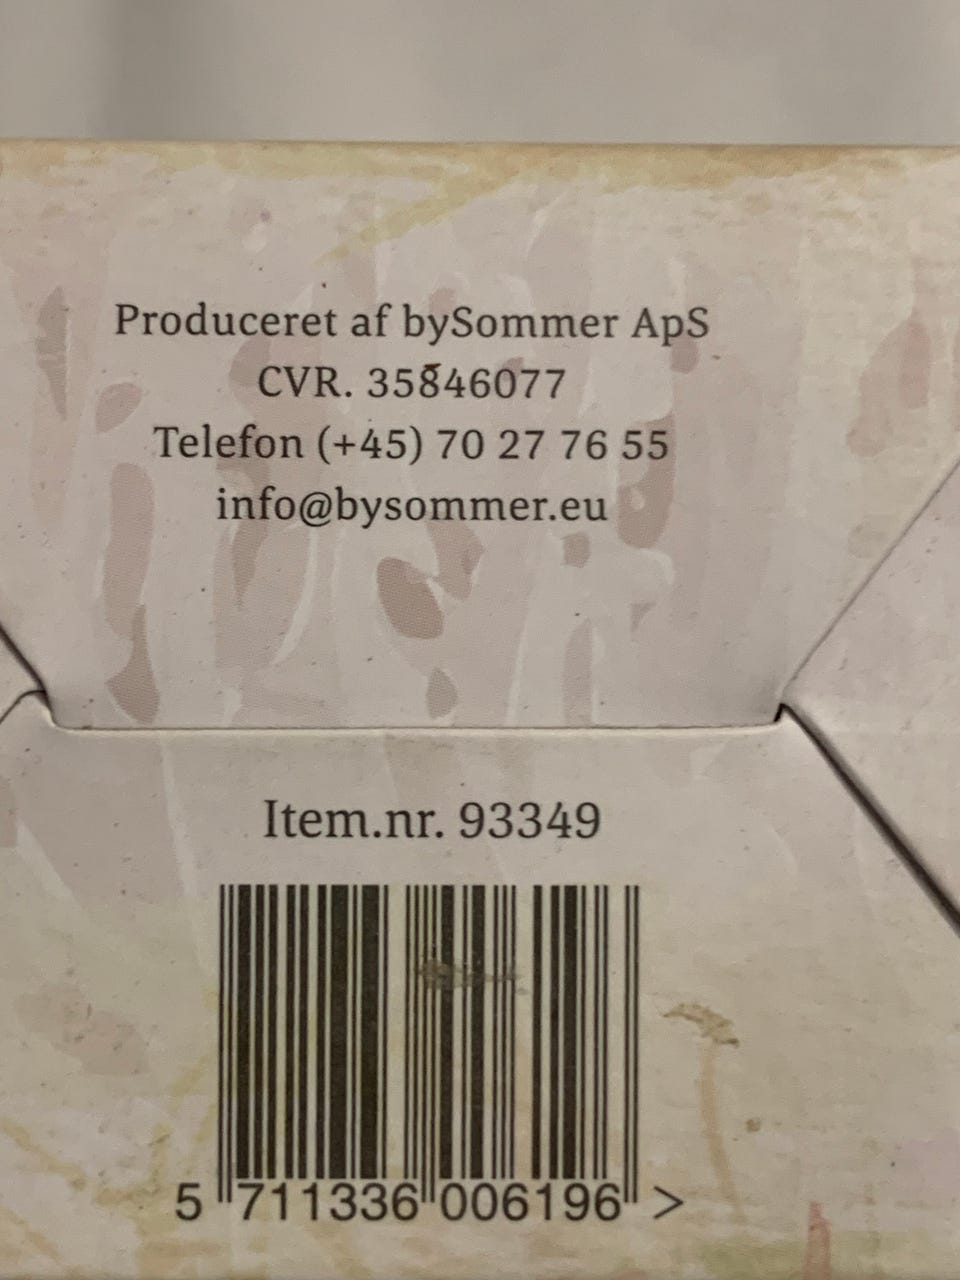 Produceret af bySommer ApS
CVR. 35846077
Telefon (+45) 70 27 76 55
info@bysommer.eu
Item.nr. 93349
5 711336 006196 >